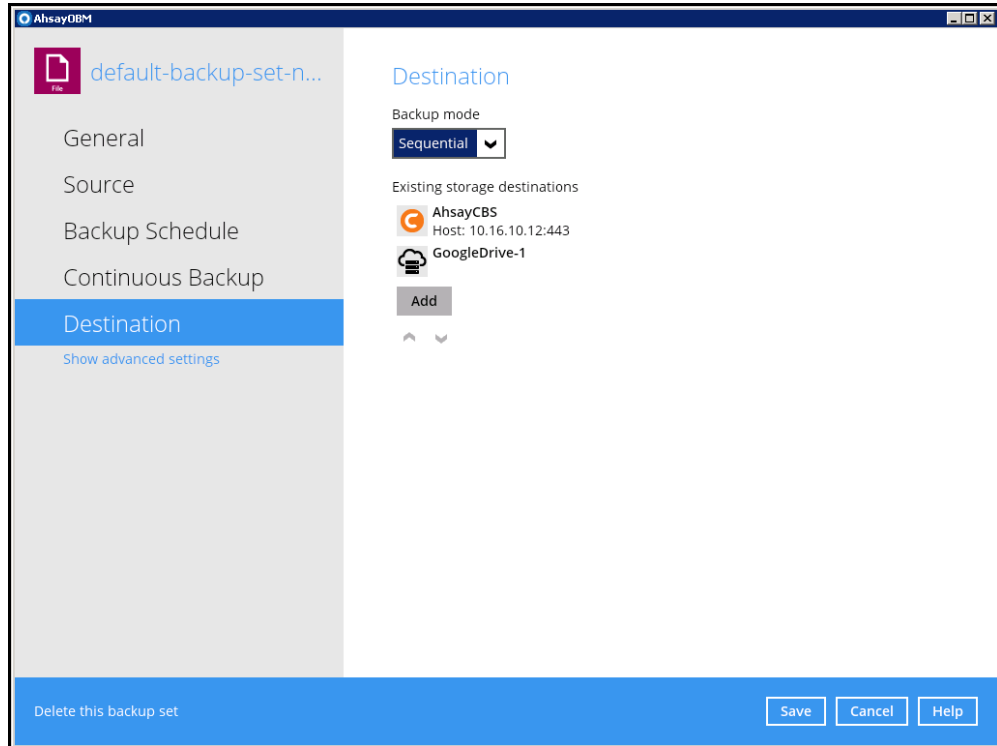 AhsayOBM
File
default-backup-set-n...
General
Source
Backup Schedule
Continuous Backup
Destination
Show advanced settings
Destination
Backup mode
Sequential
Existing storage destinations
AhsayCBS
Host: 10.16.10.12:443
GoogleDrive-1
Add
Delete this backup set
Save
Cancel
Help